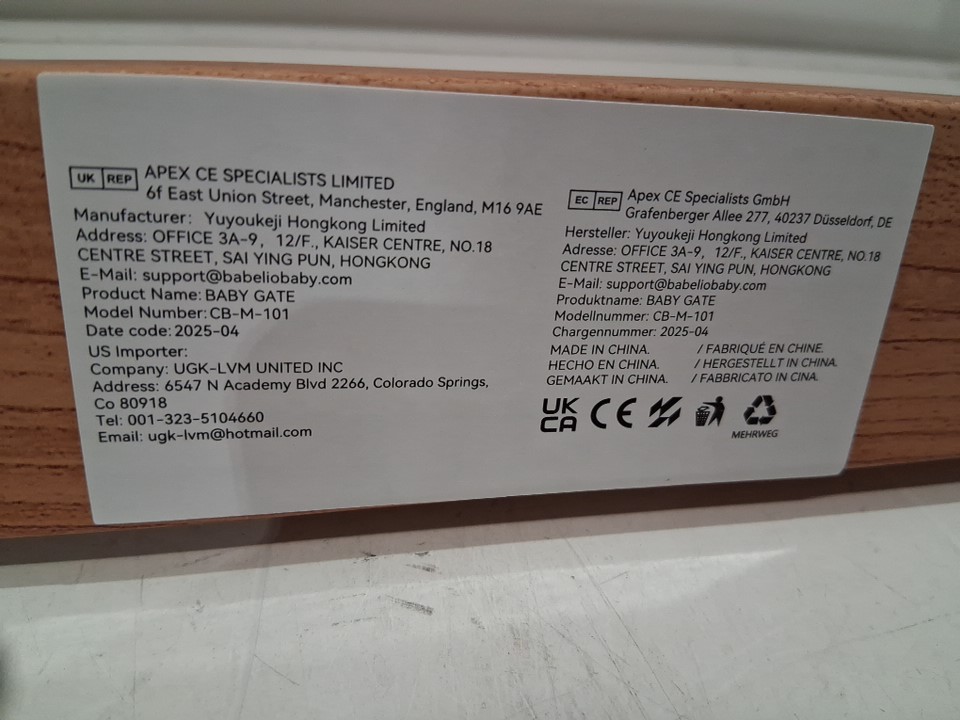 UK REP APEX CE SPECIALISTS LIMITED
6f East Union Street, Manchester, England, M16 9AE
Manufacturer: Yuyoukeji Hongkong Limited
Address: OFFICE 3A-9, 12/F., KAISER CENTRE, NO.18
CENTRE STREET, SAI YING PUN, HONGKONG
E-Mail: support@babeliobaby.com
Product Name: BABY GATE
Model Number: CB-M-101
Date code: 2025-04
US Importer:
Company: UGK-LVM UNITED INC
Address: 6547 N Academy Blvd 2266, Colorado Springs,
Co 80918
Tel: 001-323-5104660
Email: ugk-lvm@hotmail.com
EC REP Apex CE Specialists GmbH
Grafenberger Allee 277, 40237 Düsseldorf, DE
Hersteller: Yuyoukeji Hongkong Limited
Adresse: OFFICE 3A-9, 12/F., KAISER CENTRE, NO.18
CENTRE STREET, SAI YING PUN, HONGKONG
E-Mail: support@babeliobaby.com
Produktname: BABY GATE
Modellnummer: CB-M-101
Chargennummer: 2025-04
MADE IN CHINA. / FABRIQUÉ EN CHINE.
HECHO EN CHINA. / HERGESTELLT IN CHINA.
GEMAAKT IN CHINA. / FABBRICATO IN CINA.
UK CA CE
MEHRWEG